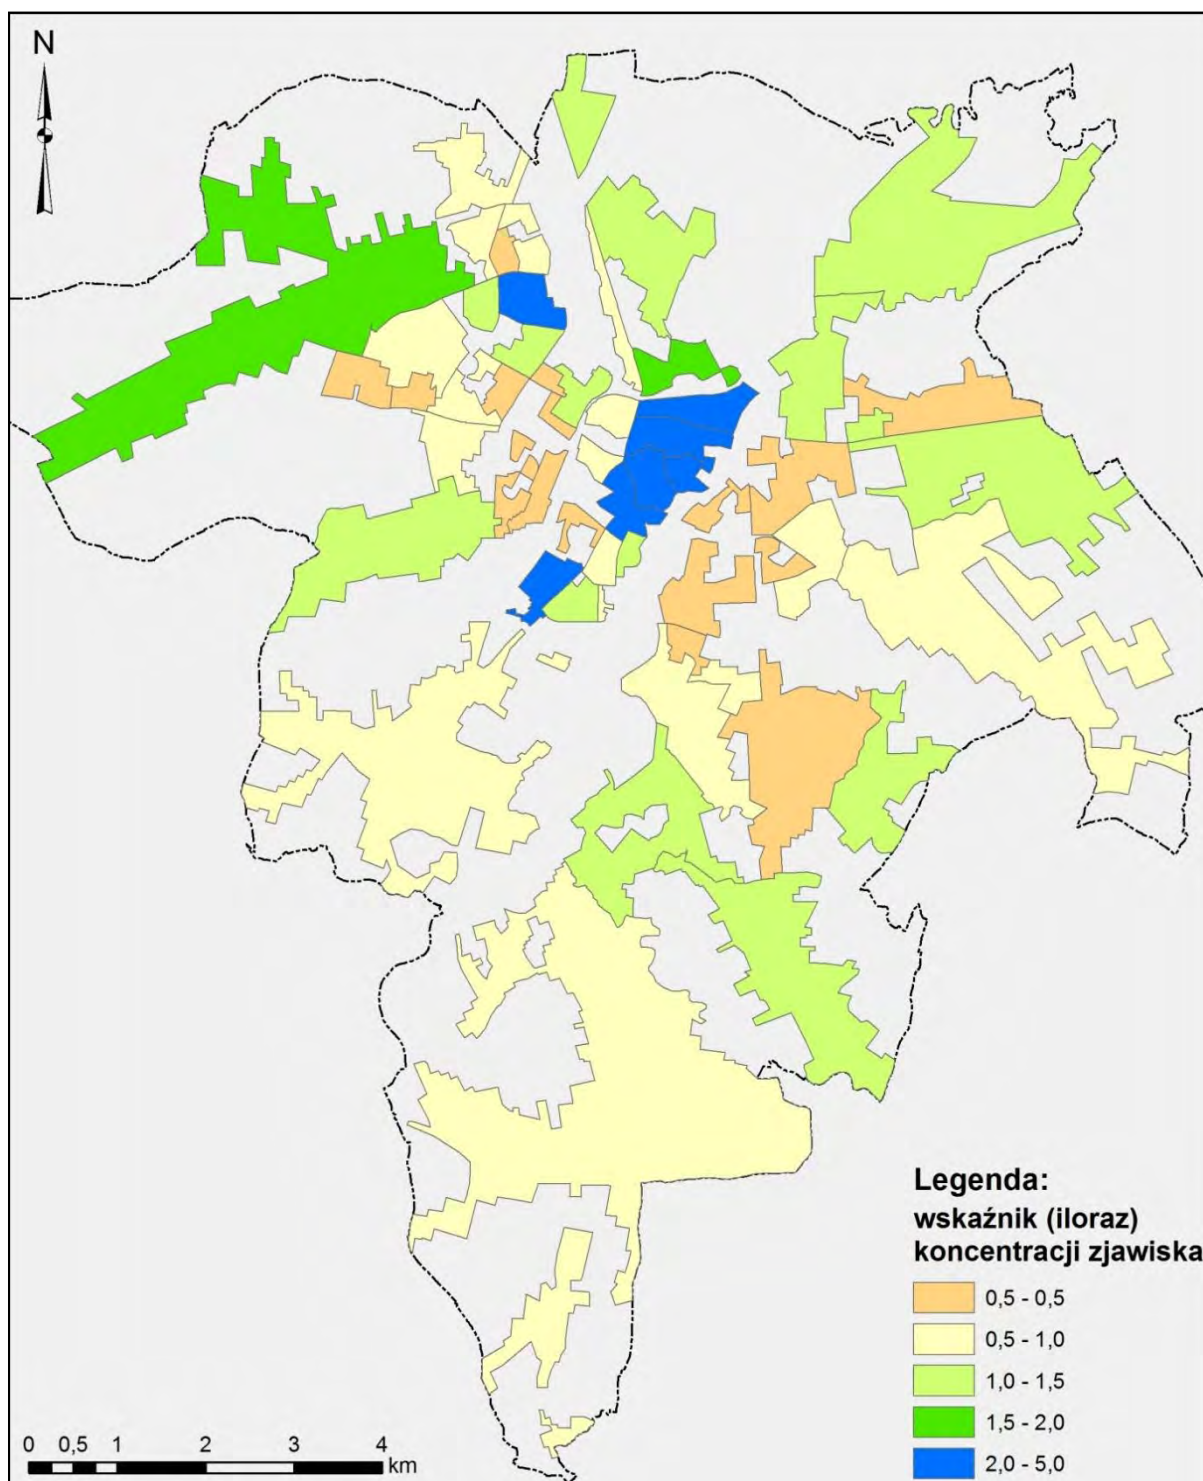 N
Legenda:
wskaźnik (iloraz)
koncentracji zjawiska
0,5 - 0,5
0,5 - 1,0
1,0 - 1,5
1,5 - 2,0
2,0 - 5,0
0 0,5 1 2 3 4
km